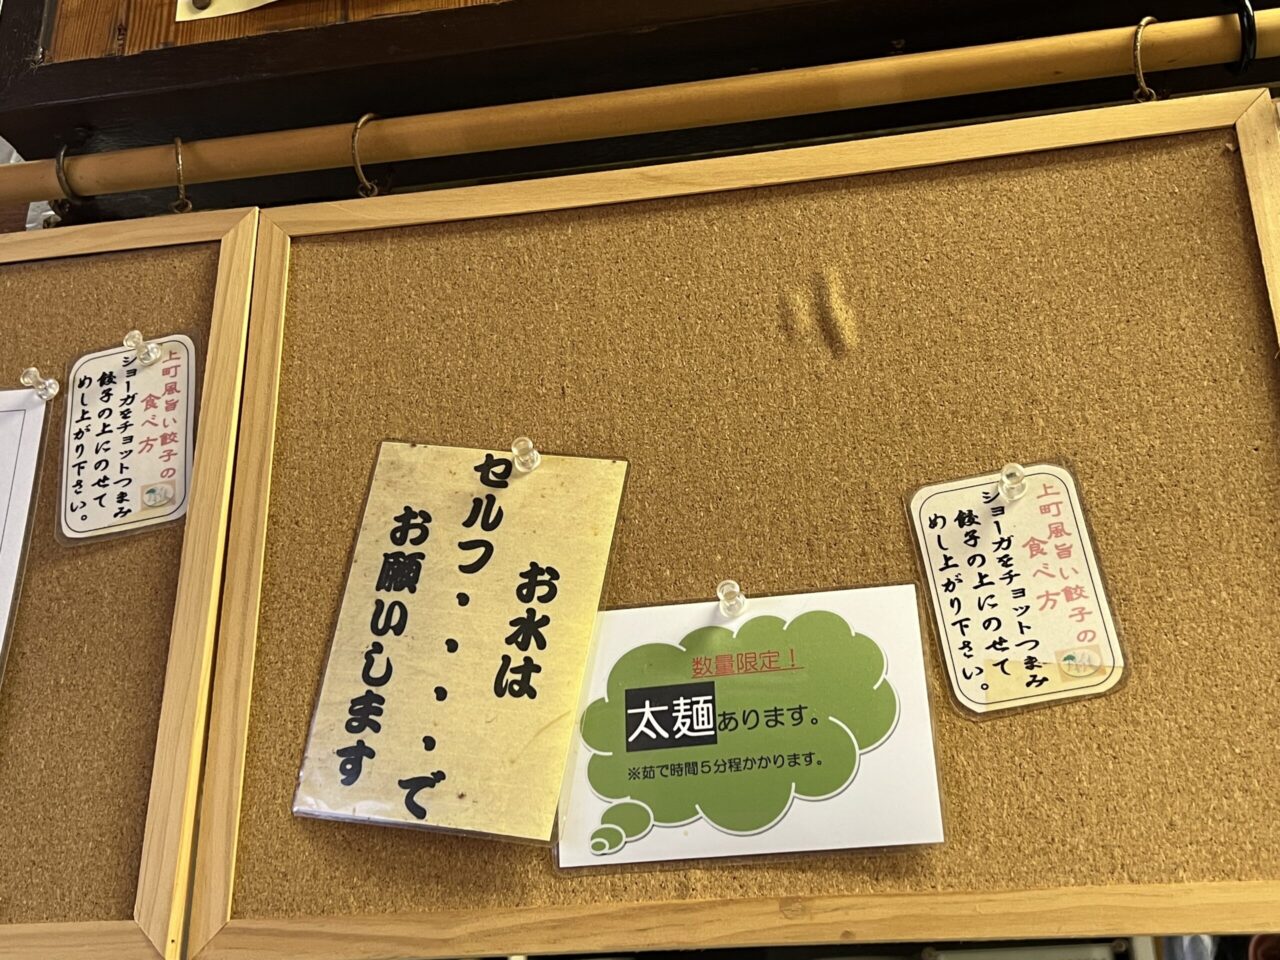 上町風旨い餃子の
食べ方
ショーガをチョットつまみ
餃子の上にのせて
めし上がり下さい。
お水は
セルフ・・・・で
お願いします
数量限定！
太麺あります。
※茹で時間５分程かかります。
上町風旨い餃子の
食べ方
ショーガをチョットつまみ
餃子の上にのせて
めし上がり下さい。